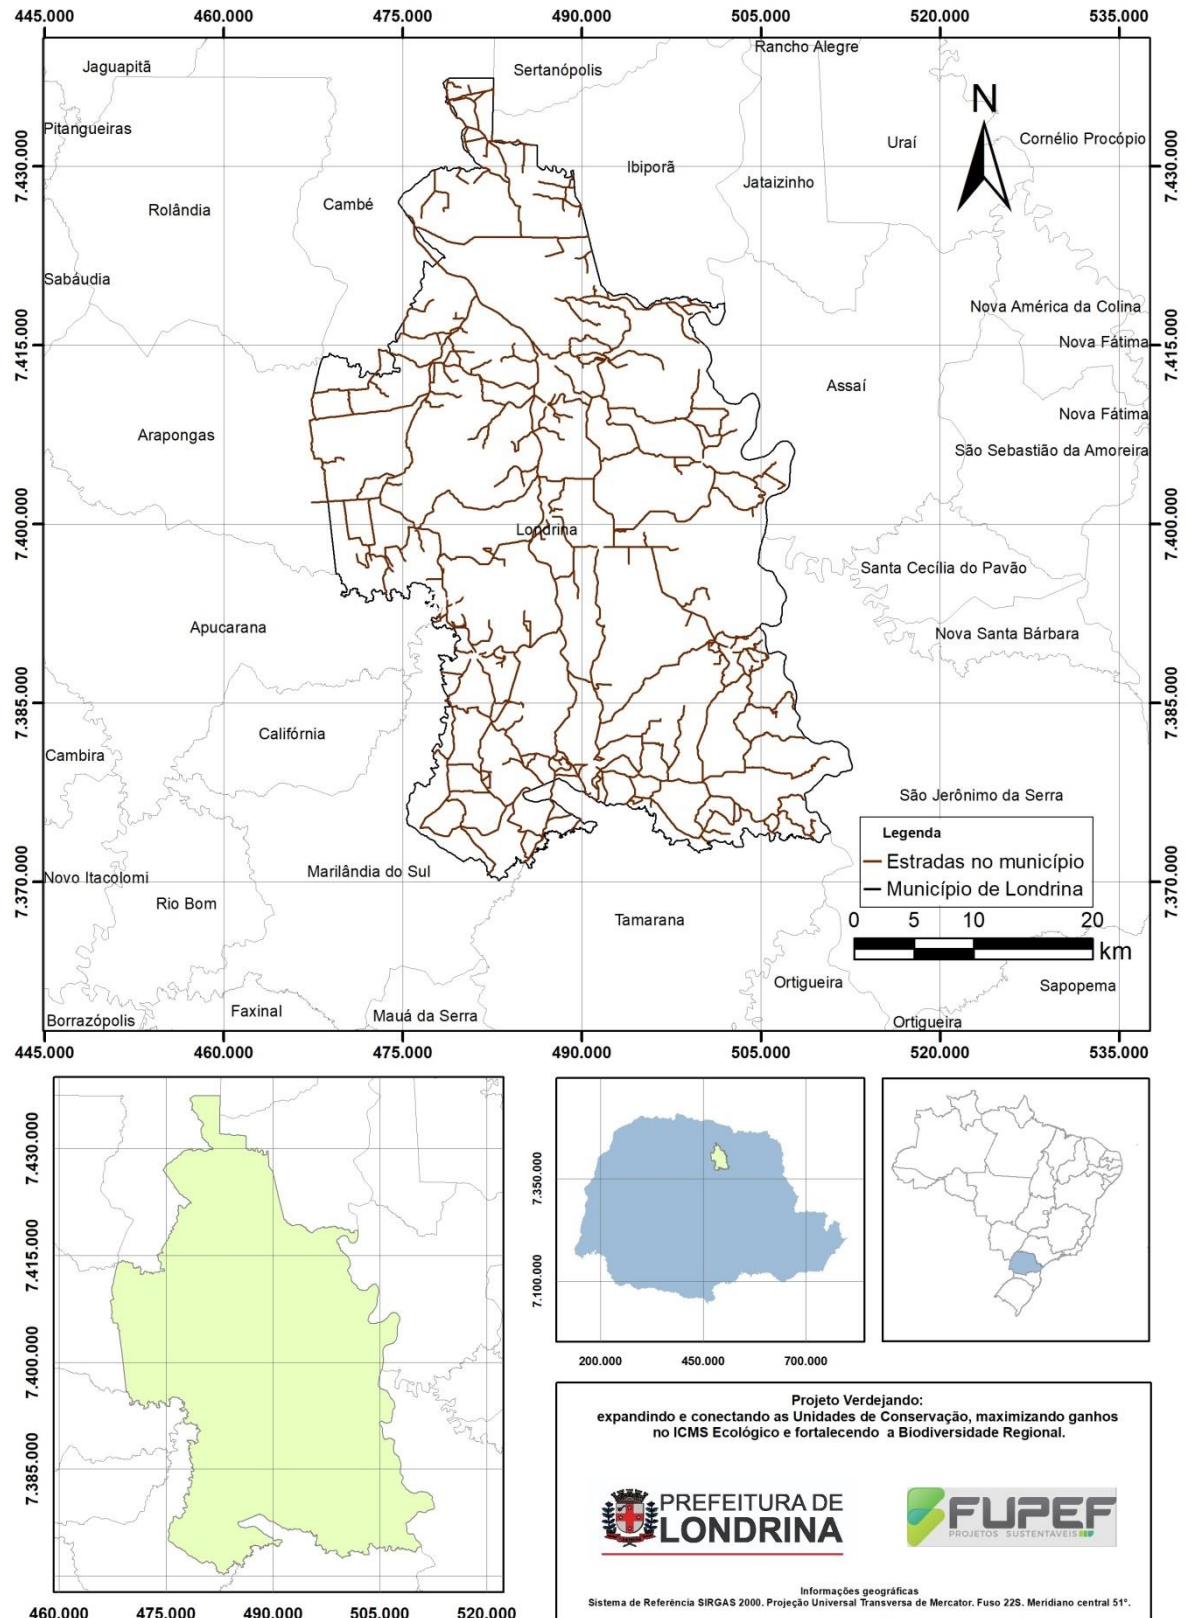 445.000 460.000 475.000 490.000 505.000 520.000 535.000
Rancho Alegre
Jaguapitã
Sertanópolis
N
Pitangueiras
Cornélio Procópio
Uraí
7.430.000
7.430.000
Ibiporã
Jataizinho
Rolândia
Cambé
Sabáudia
Nova América da Colina
7.415.000
7.415.000
Nova Fátima
Assaí
Nova Fátima
Arapongas
São Sebastião da Amoreira
7.400.000
7.400.000
Londrina
Santa Cecília do Pavão
Apucarana
Nova Santa Bárbara
7.385.000
7.385.000
Califórnia
Cambira
São Jerônimo da Serra
Legenda
Estradas no município
Município de Londrina
Marilândia do Sul
Novo Itacolomi
7.370.000
7.370.000
Rio Bom
Tamarana
0 5 10 20
km
Ortigueira
Sapopema
Faxinal
Mauá da Serra
Borrazópolis
Ortigueira
445.000 460.000 475.000 490.000 505.000 520.000 535.000
7.430.000
7.415.000
7.400.000
7.385.000
460.000 475.000 490.000 505.000 520.000
7.350.000
7.100.000
200.000 450.000 700.000
Projeto Verdejando:
expandindo e conectando as Unidades de Conservação, maximizando ganhos
no ICMS Ecológico e fortalecendo a Biodiversidade Regional.
PREFEITURA DE
LONDRINA
FUPEF
PROJETOS SUSTENTAVEIS
Informações geográficas
Sistema de Referência SIRGAS 2000. Projeção Universal Transversa de Mercator. Fuso 22S. Meridiano central 51°.